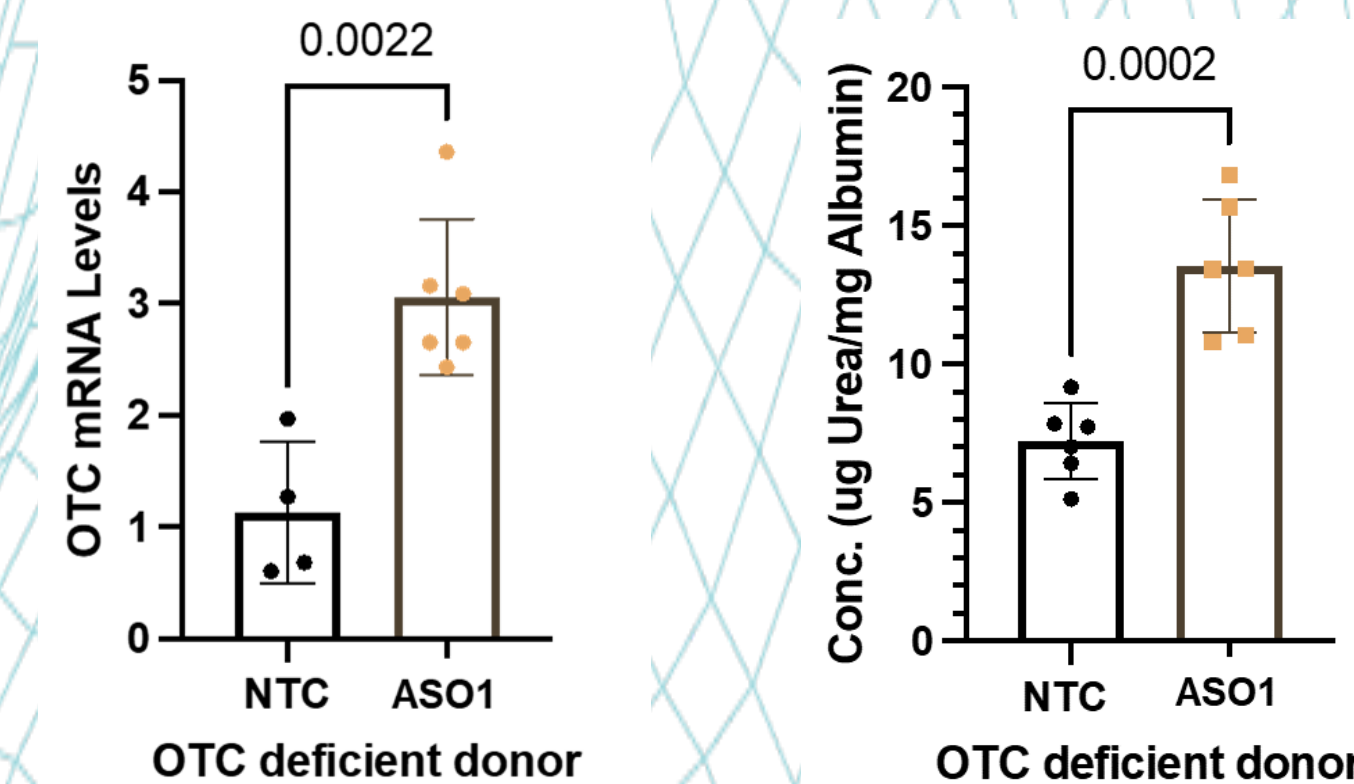 0.0022
5
4
3
2
1
0
OTC mRNA Levels
NTC ASO1
OTC deficient donor
0.0002
20
15
10
5
0
Conc. (ug Urea/mg Albumin)
NTC ASO1
OTC deficient donor